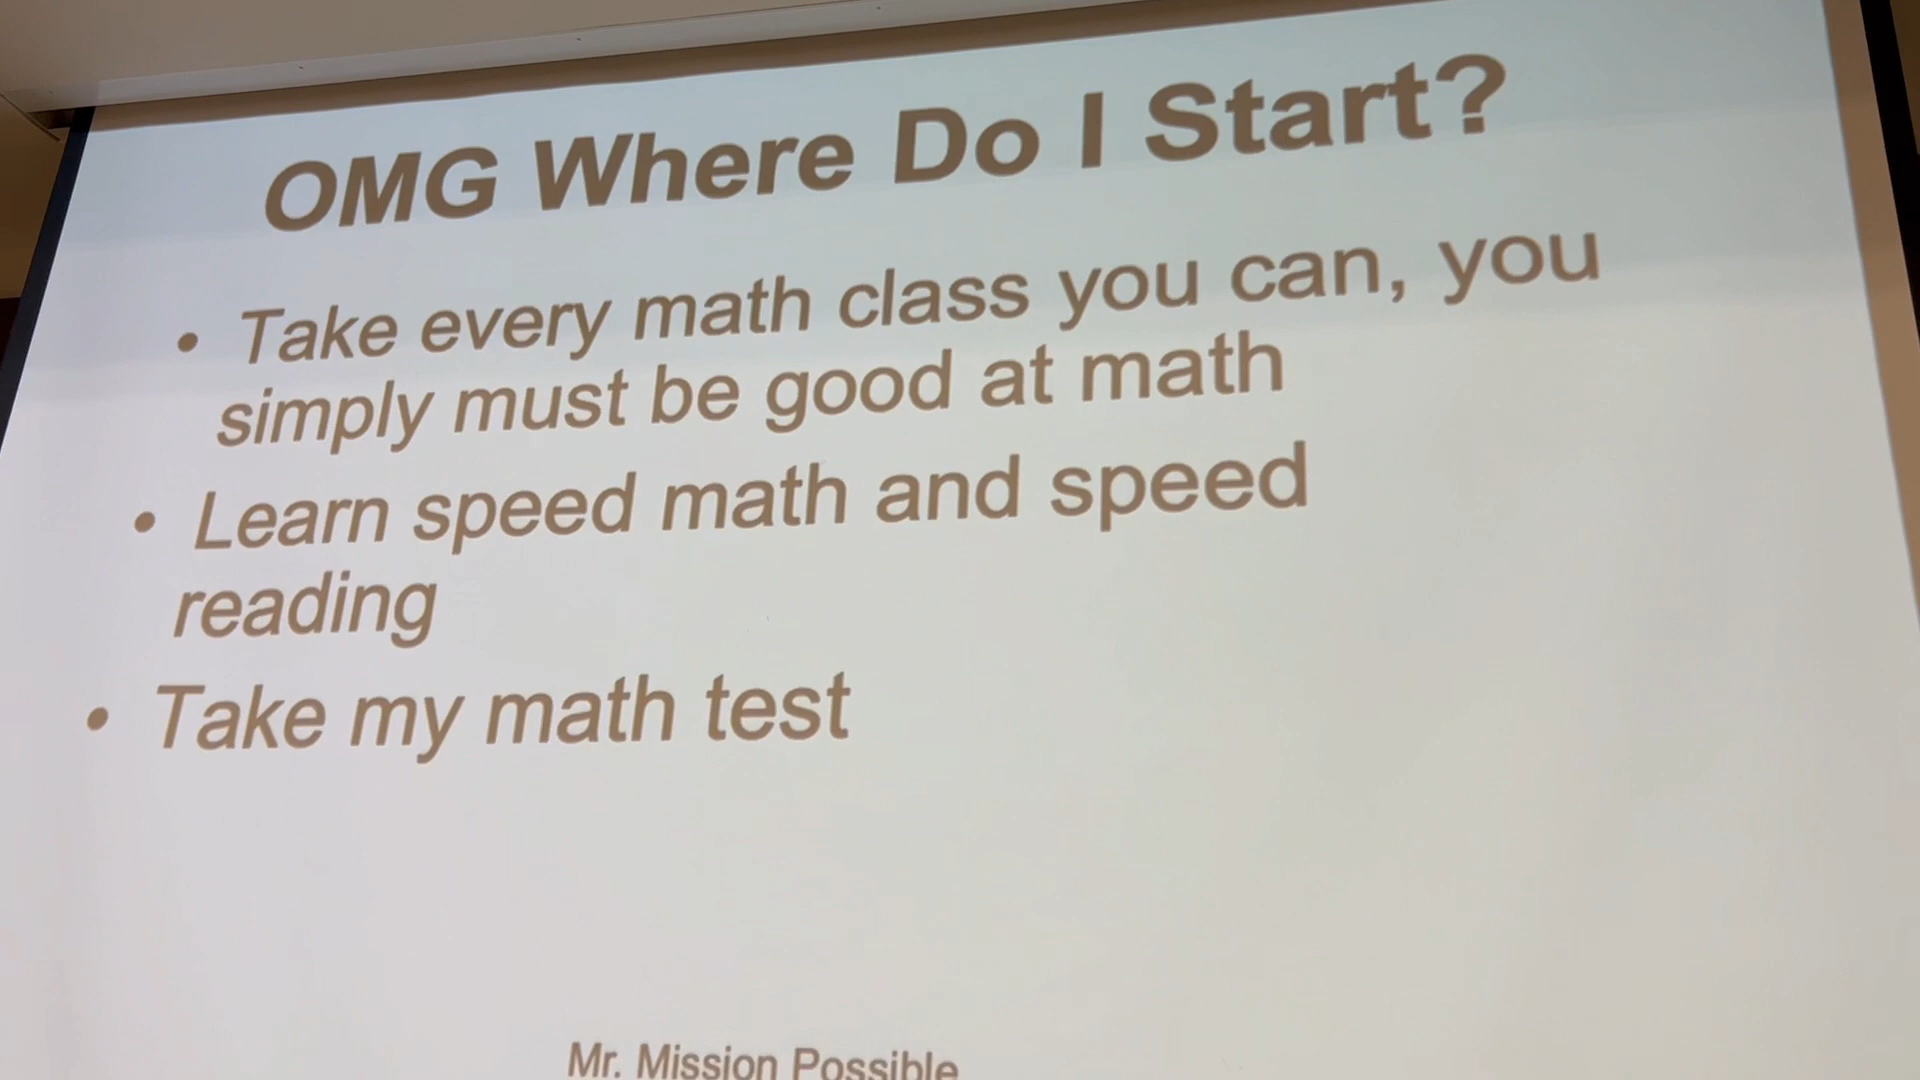 OMG Where Do I Start?
• Take every math class you can, you
simply must be good at math
• Learn speed math and speed
reading
• Take my math test
Mr. Mission Possible